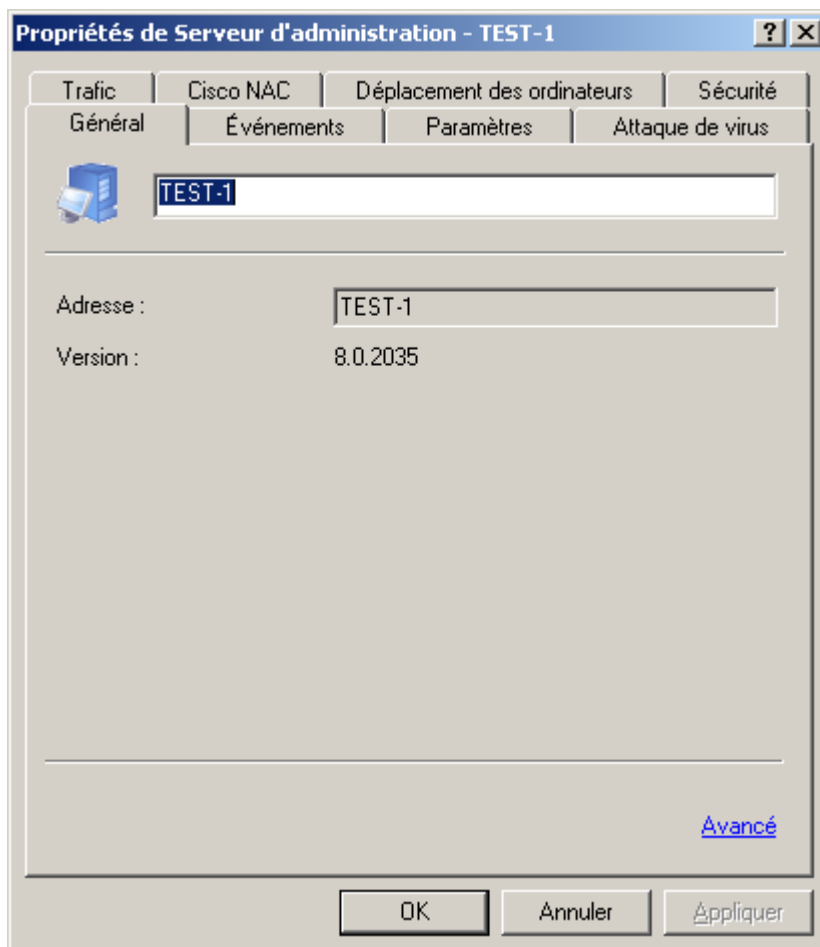 Propriétés de Serveur d'administration - TEST-1
Trafic Cisco NAC Déplacement des ordinateurs Sécurité
Général Événements Paramètres Attaque de virus
TEST-1
Adresse : TEST-1
Version : 8.0.2035
Avancé
OK Annuler Appliquer